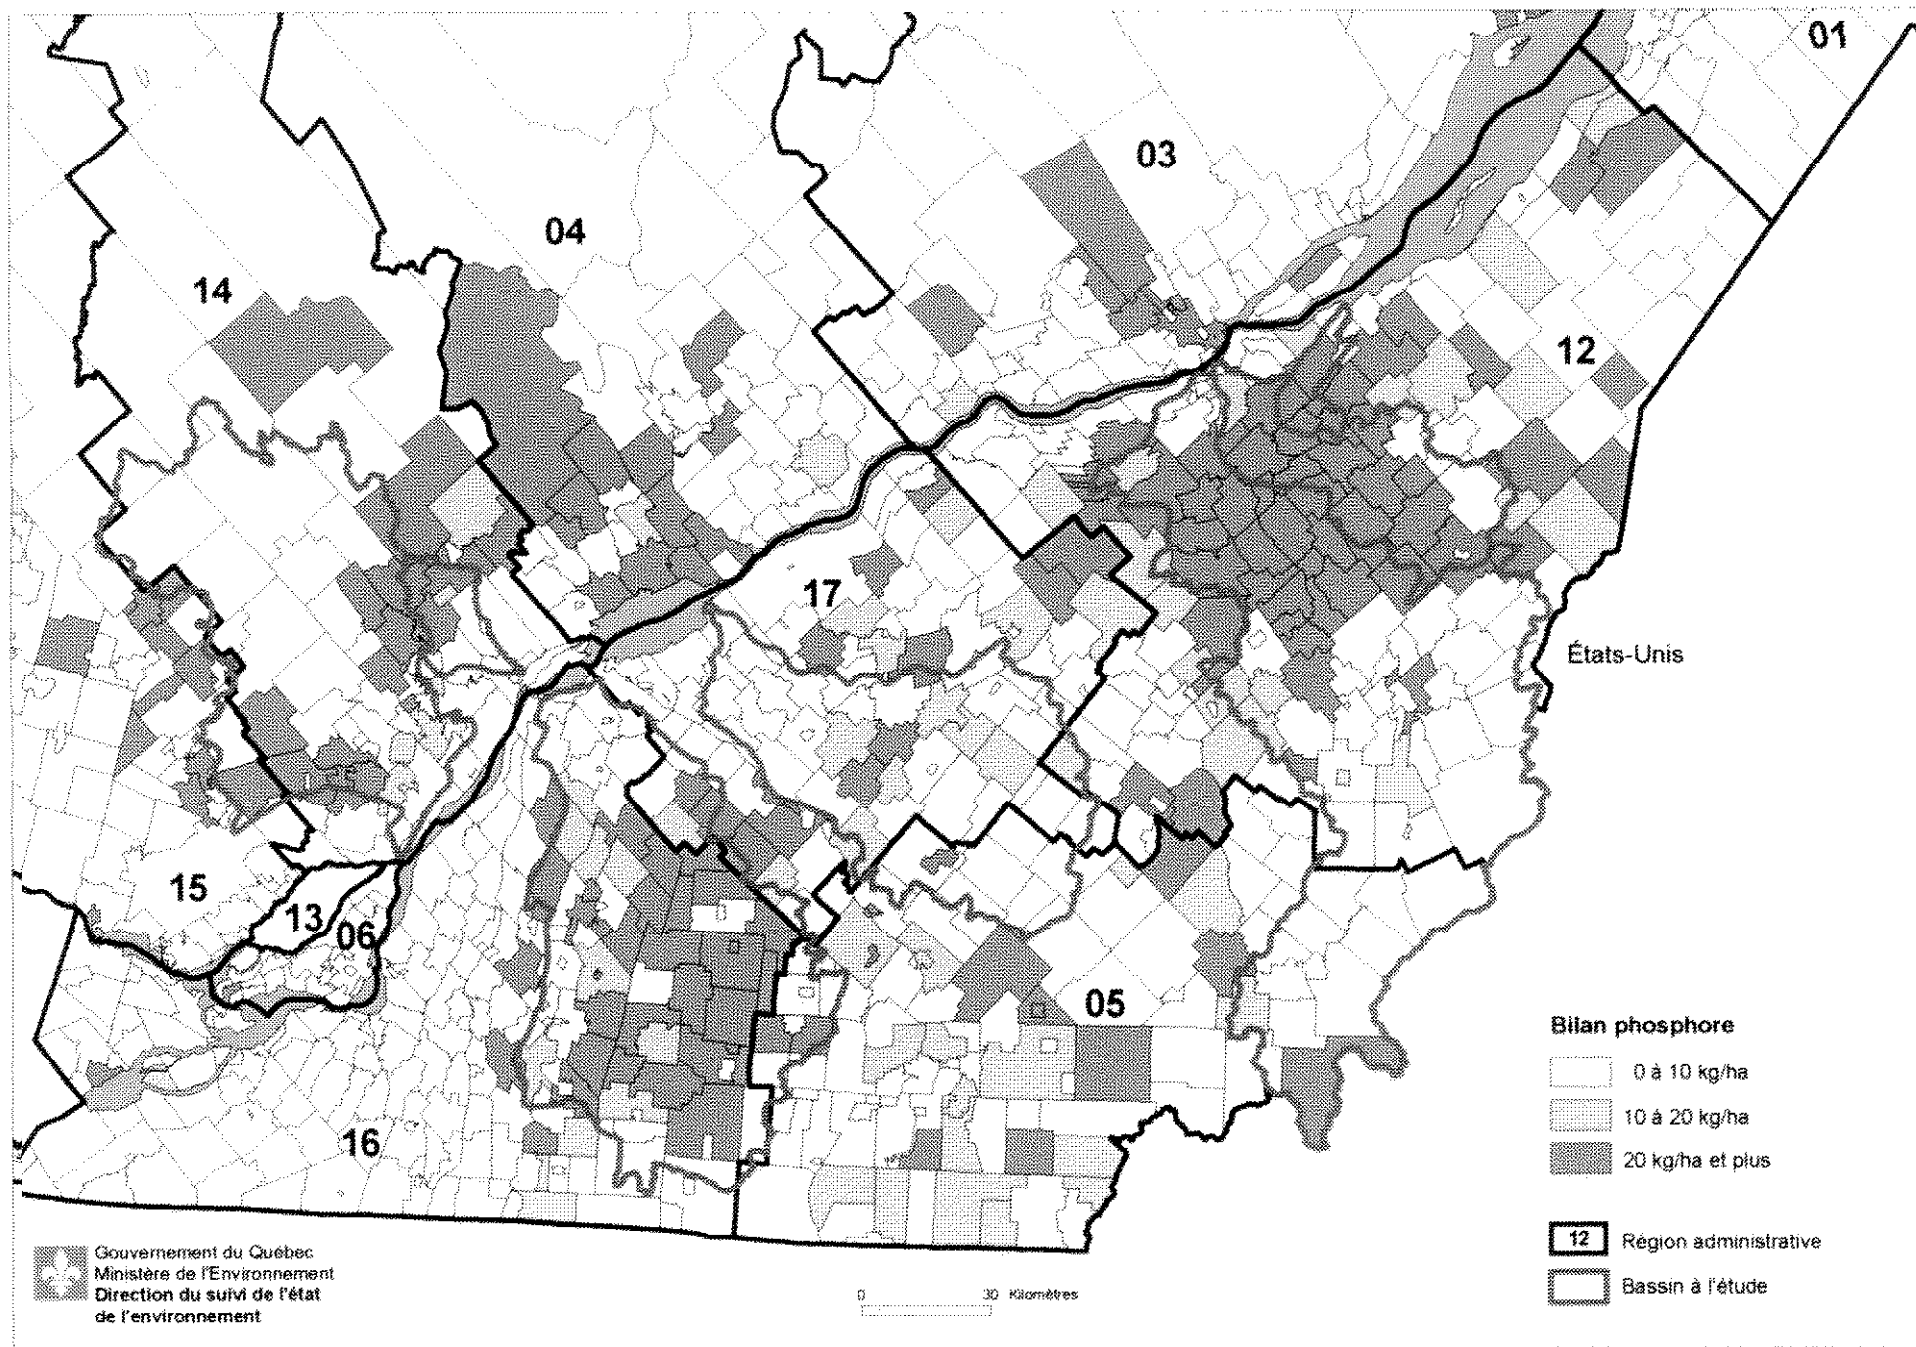 01
03
04
14
12
17
États-Unis
15
13
06
05
16
Bilan phosphore
0 à 10 kg/ha
10 à 20 kg/ha
20 kg/ha et plus
12 Région administrative
Bassin à l'étude
Gouvernement du Québec
Ministère de l'Environnement
Direction du suivi de l'état
de l'environnement
0 30 Kilomètres